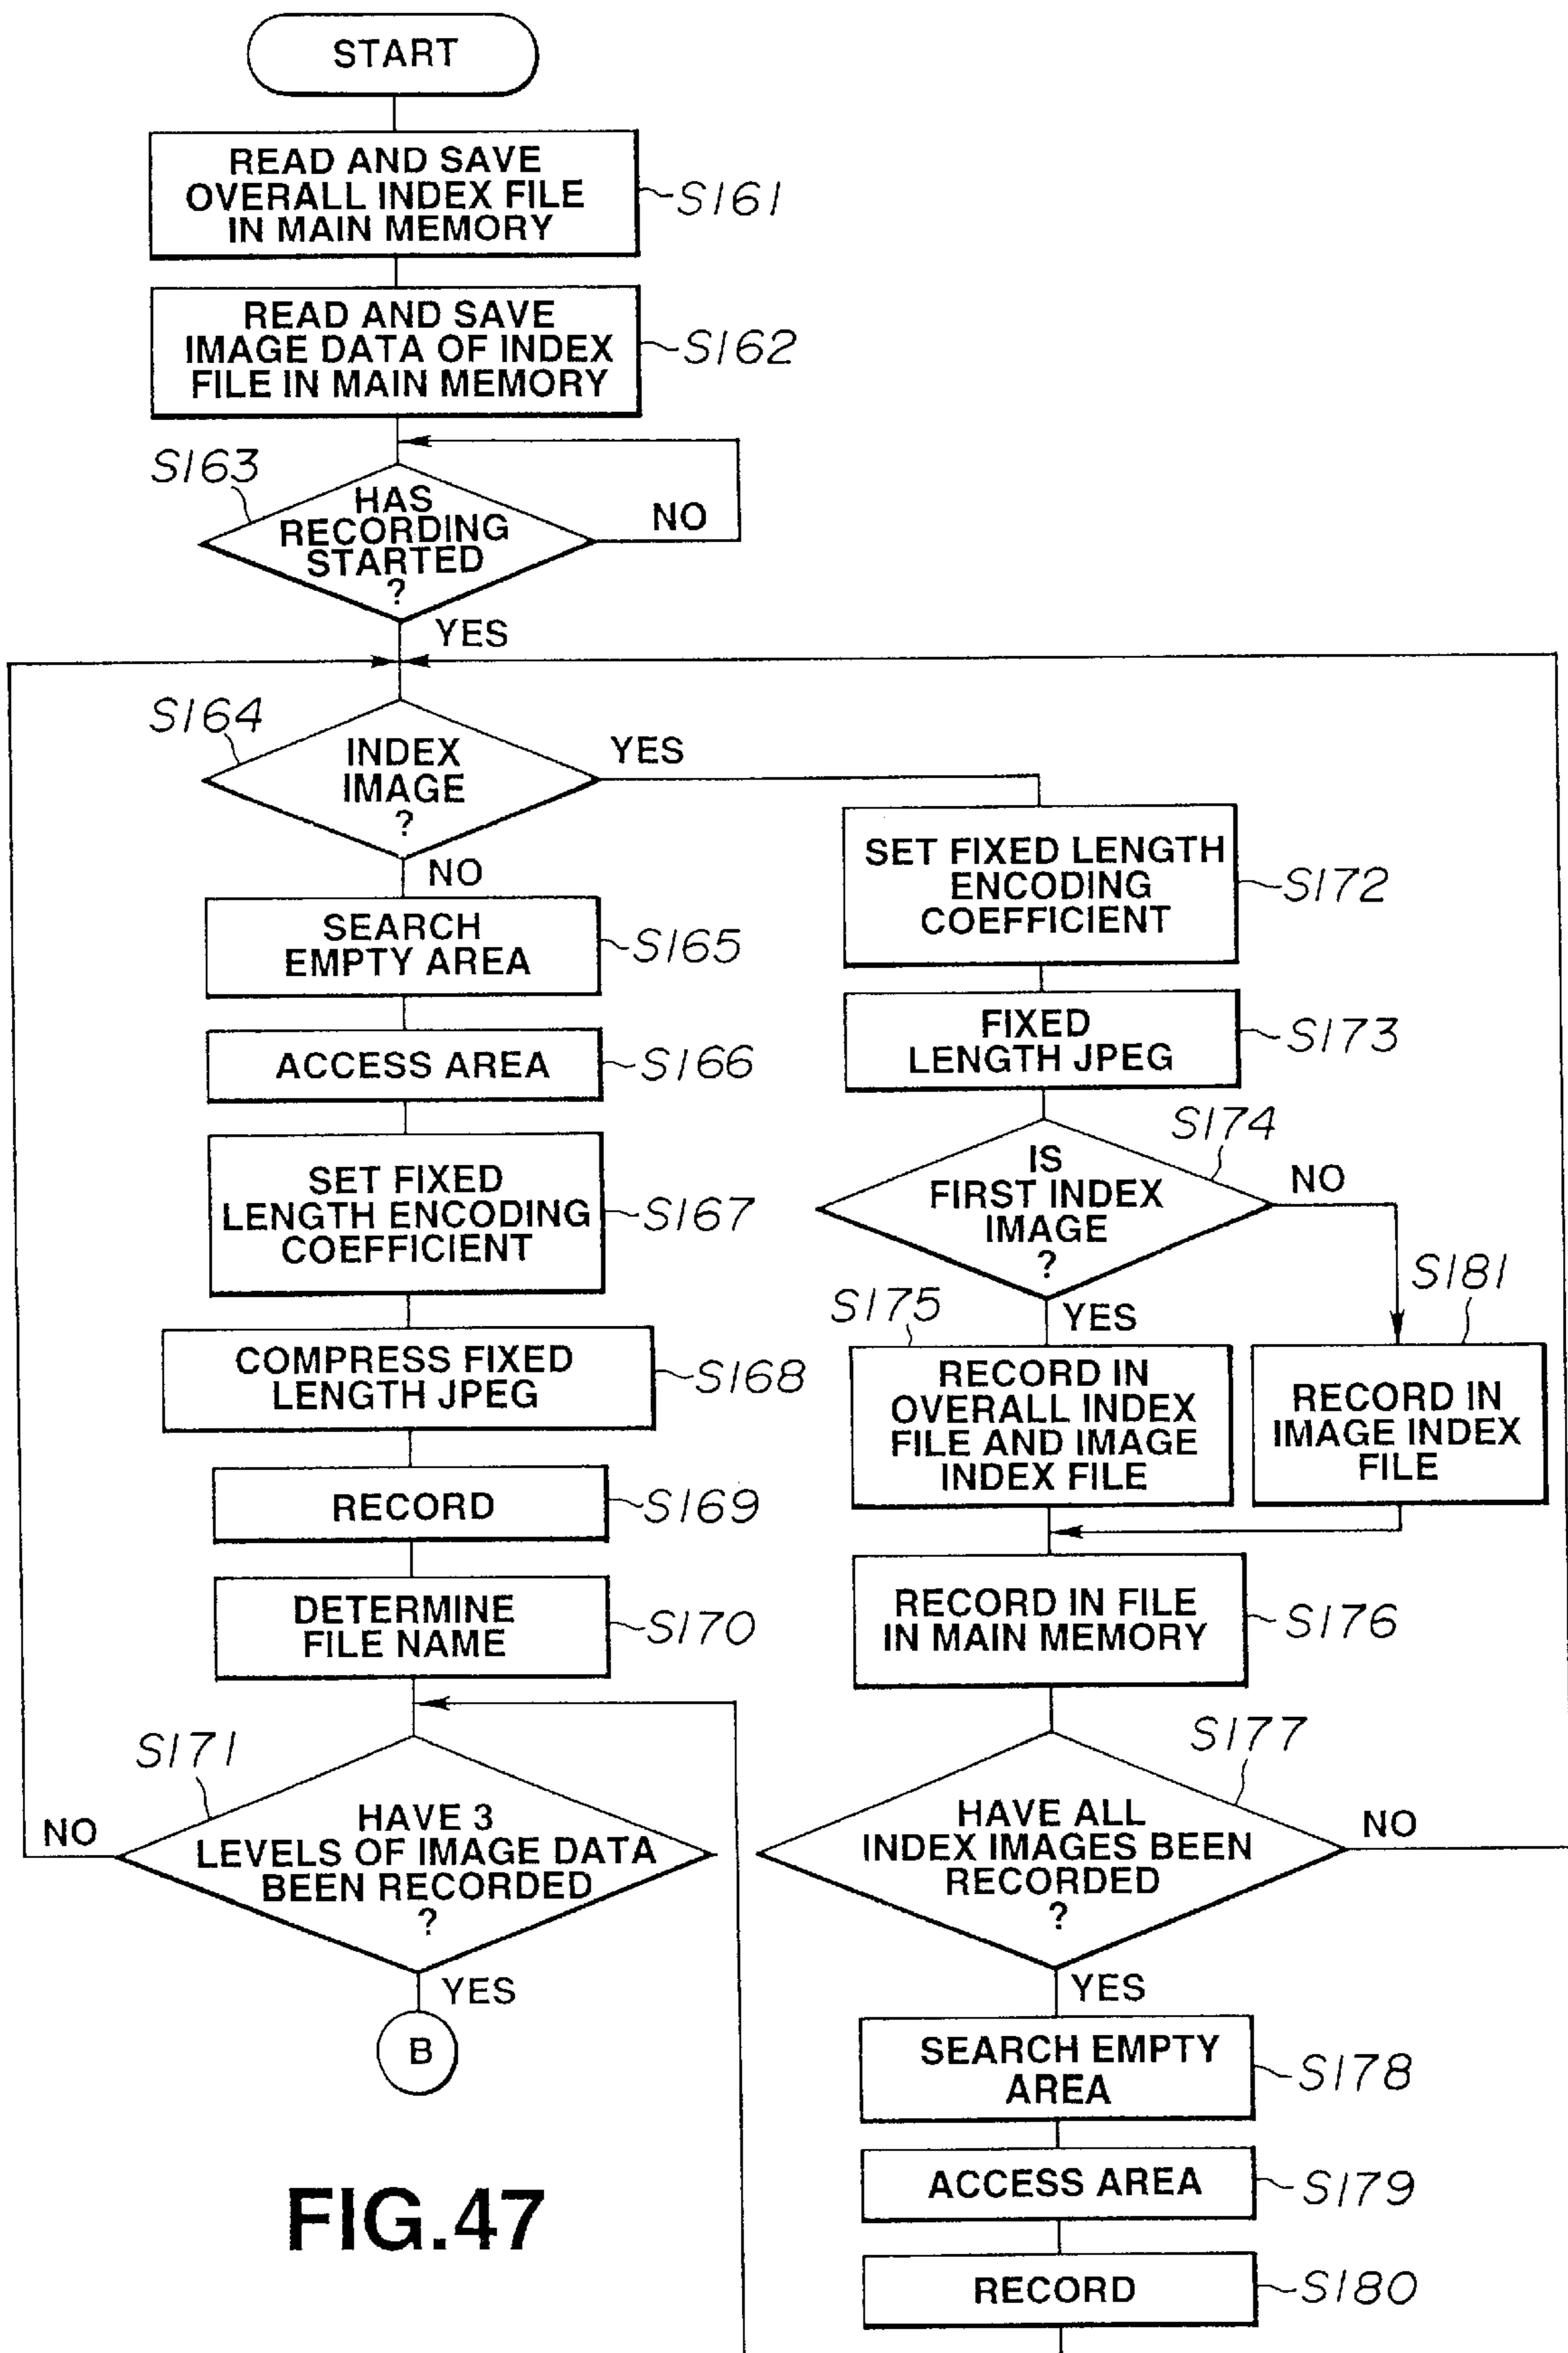 START
READ AND SAVE
OVERALL INDEX FILE
IN MAIN MEMORY
S161
READ AND SAVE
IMAGE DATA OF INDEX
FILE IN MAIN MEMORY
S162
S163
HAS
RECORDING
STARTED
?
NO
YES
S164
INDEX
IMAGE
?
YES
NO
SEARCH
EMPTY AREA
S165
ACCESS AREA
S166
SET FIXED
LENGTH ENCODING
COEFFICIENT
S167
COMPRESS FIXED
LENGTH JPEG
S168
RECORD
S169
DETERMINE
FILE NAME
S170
S171
HAVE 3
LEVELS OF IMAGE DATA
BEEN RECORDED
?
NO
YES
B
SET FIXED LENGTH
ENCODING
COEFFICIENT
S172
FIXED
LENGTH JPEG
S173
S174
IS
FIRST INDEX
IMAGE
?
NO
YES
S175
RECORD IN
OVERALL INDEX
FILE AND IMAGE
INDEX FILE
S181
RECORD IN
IMAGE INDEX
FILE
RECORD IN FILE
IN MAIN MEMORY
S176
S177
HAVE ALL
INDEX IMAGES BEEN
RECORDED
?
NO
YES
SEARCH EMPTY
AREA
S178
ACCESS AREA
S179
RECORD
S180
FIG.47